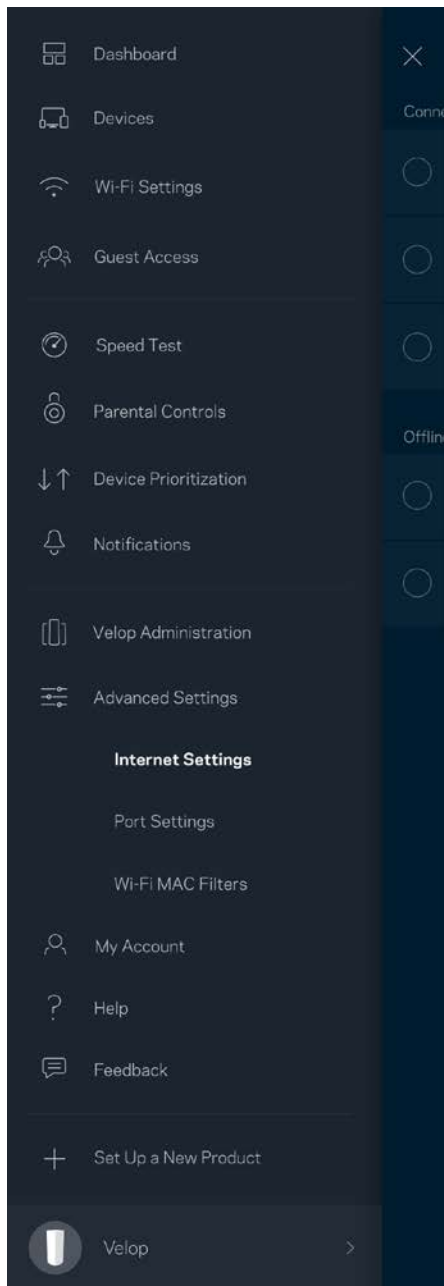 Dashboard
Devices
Wi-Fi Settings
Guest Access
Speed Test
Parental Controls
Device Prioritization
Notifications
Velop Administration
Advanced Settings
Internet Settings
Port Settings
Wi-Fi MAC Filters
My Account
Help
Feedback
Set Up a New Product
Velop